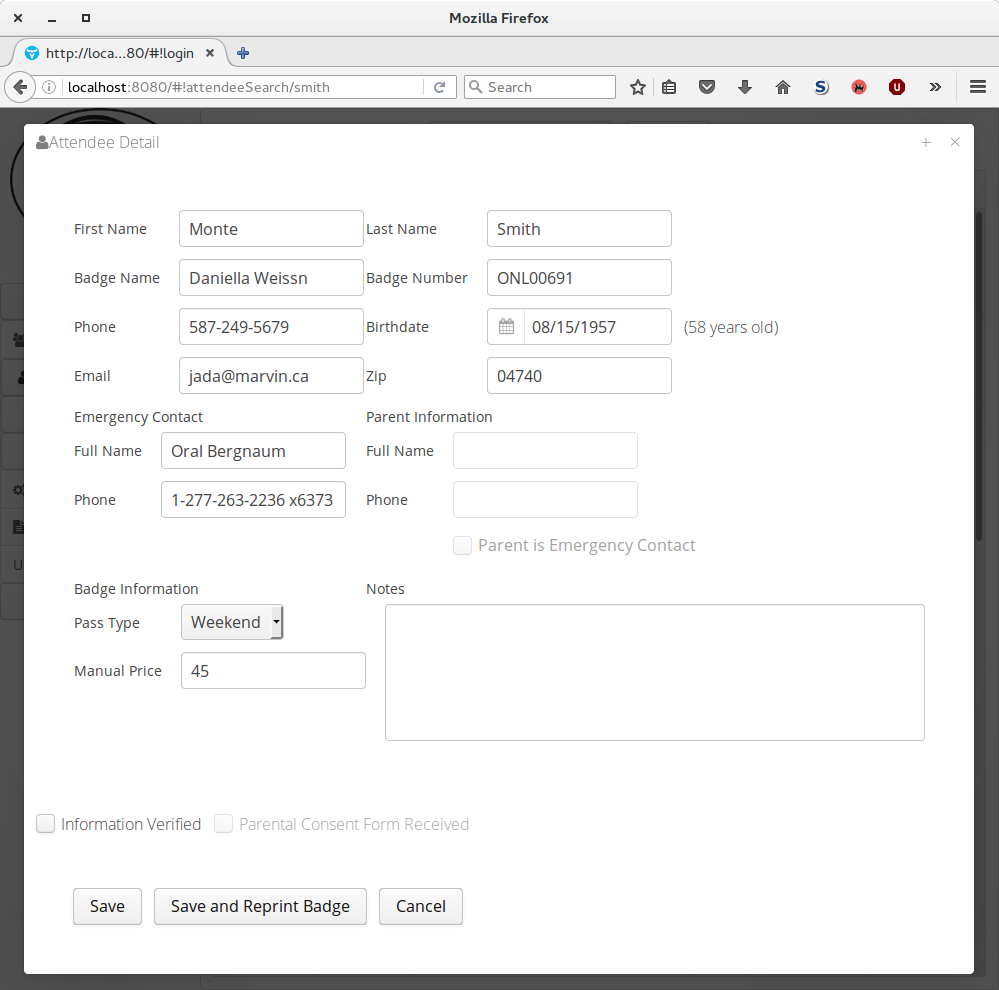 Mozilla Firefox
http://loca...80/#!login
localhost:8080/#!attendeeSearch/smith
Search
S
U
»
Attendee Detail
First Name Monte Last Name Smith
Badge Name Daniella Weissn Badge Number ONL00691
Phone 587-249-5679 Birthdate 08/15/1957 (58 years old)
Email jada@marvin.ca Zip 04740
Emergency Contact Parent Information
Full Name Oral Bergnaum Full Name
Phone 1-277-263-2236 x6373 Phone
Parent is Emergency Contact
U
Badge Information Notes
Pass Type Weekend
Manual Price 45
Information Verified Parental Consent Form Received
Save Save and Reprint Badge Cancel